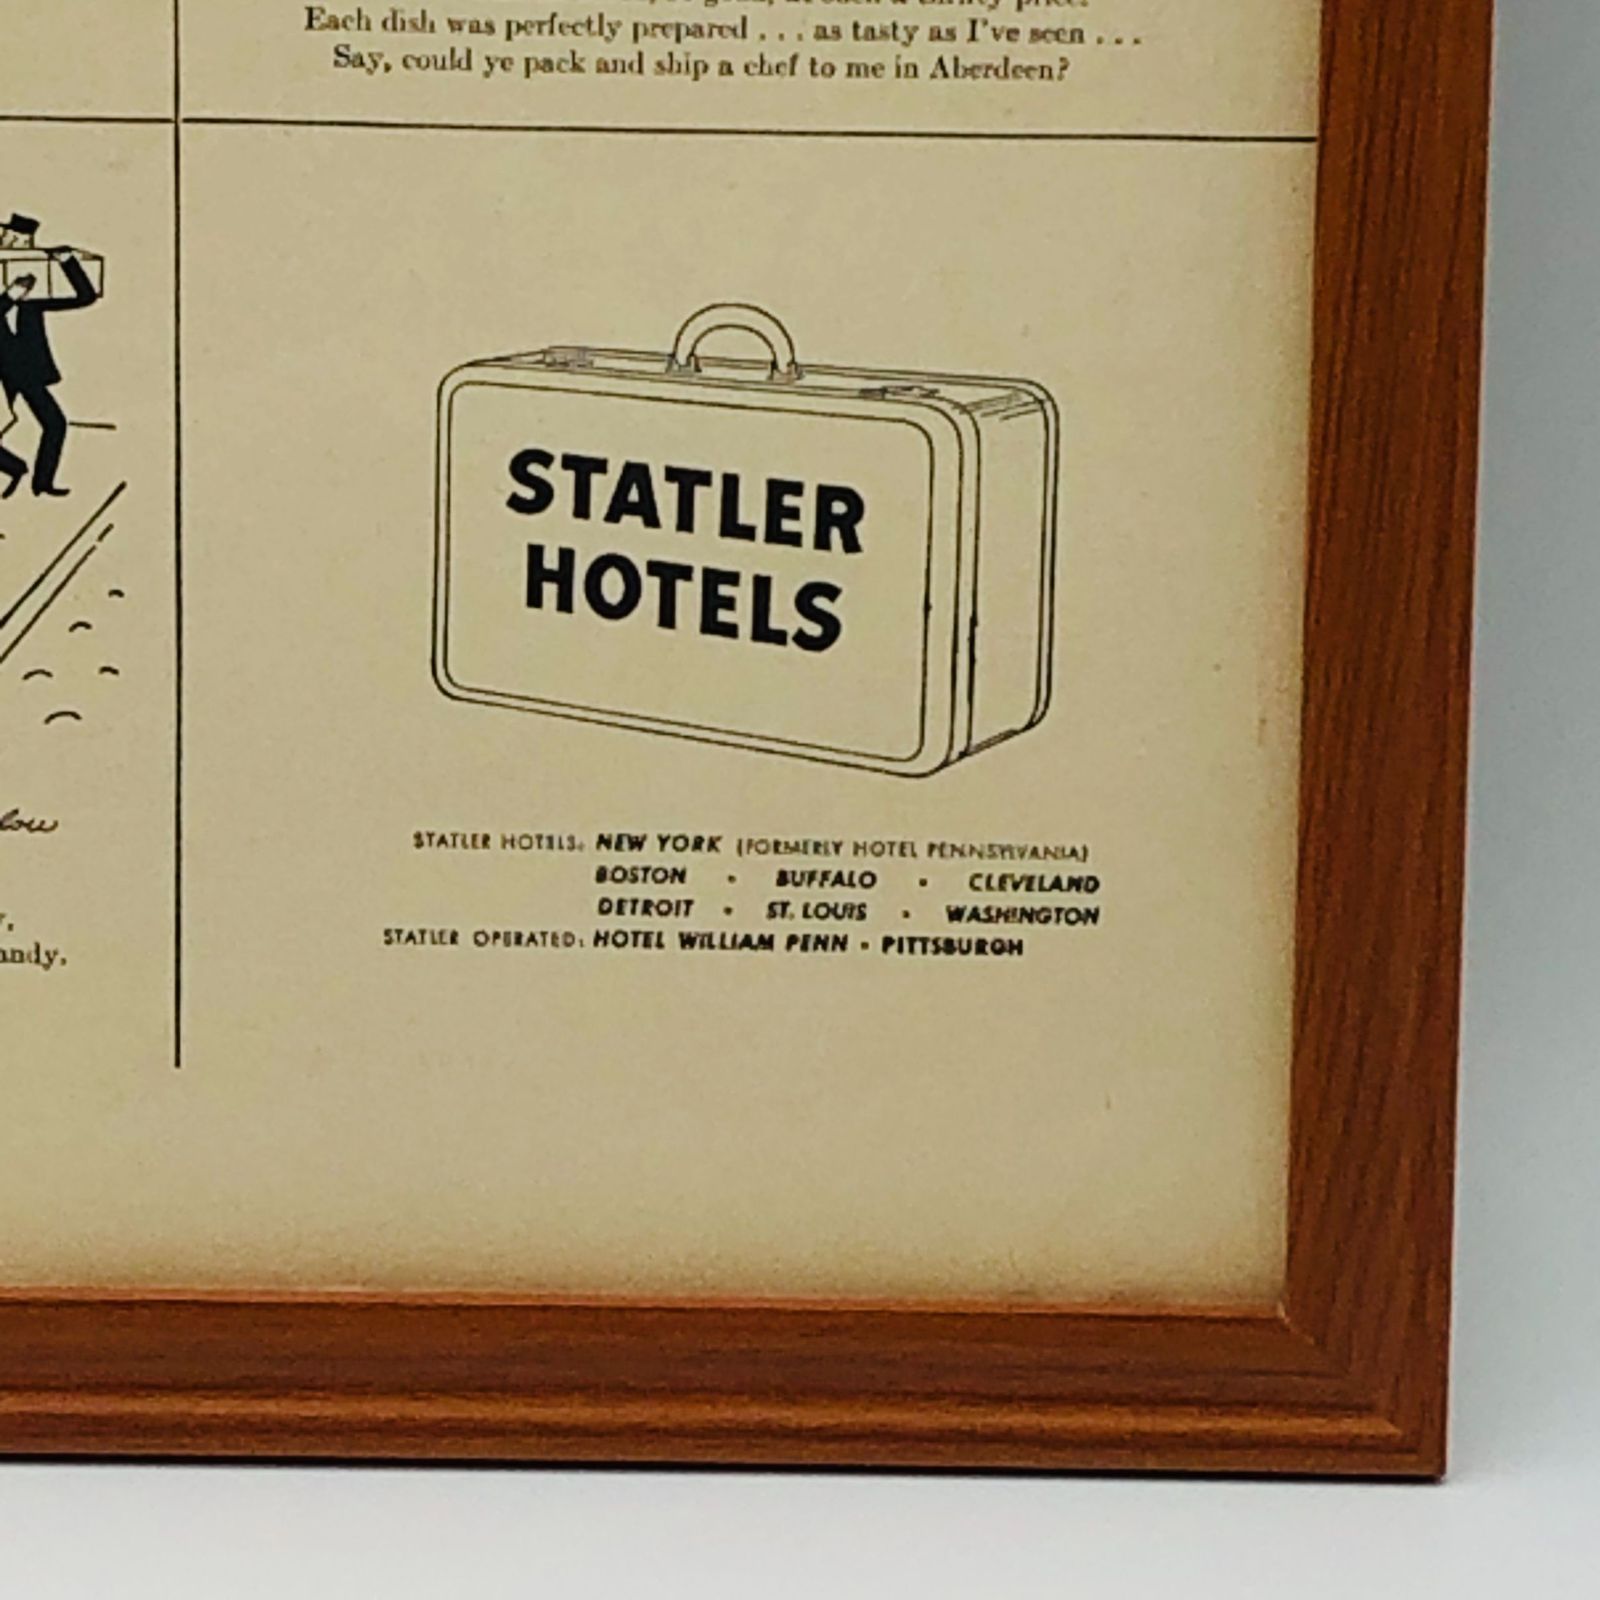 Each dish was perfectly prepared . . . as tasty as I've seen . . .
Say, could ye pack and ship a chef to me in Aberdeen?
STATLER
HOTELS
low
andy,
STATLER HOTELS: NEW YORK (FORMERLY HOTEL PENNSYLVANIA)
BOSTON • BUFFALO • CLEVELAND
DETROIT • ST. LOUIS • WASHINGTON
STATLER OPERATED: HOTEL WILLIAM PENN • PITTSBURGH